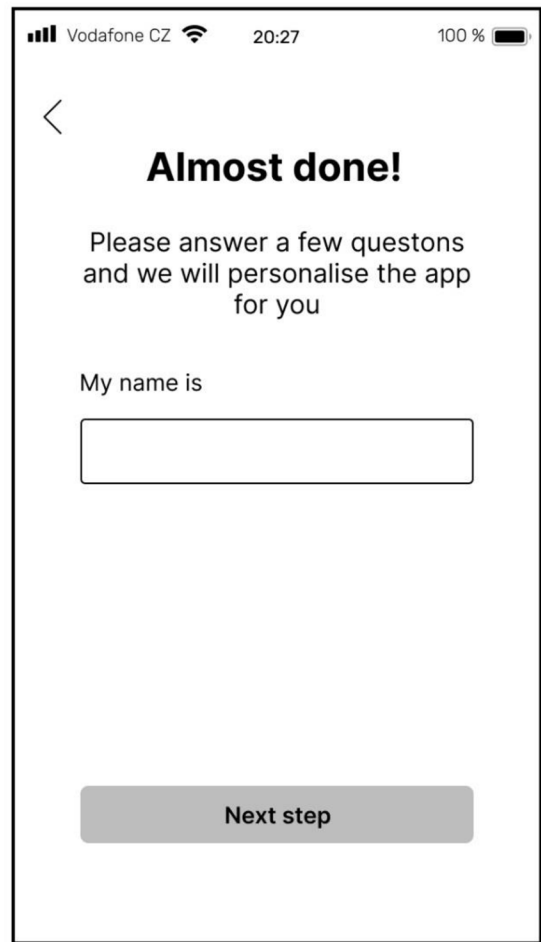 Vodafone CZ 20:27 100 %
Almost done!
Please answer a few questons
and we will personalise the app
for you
My name is
Next step